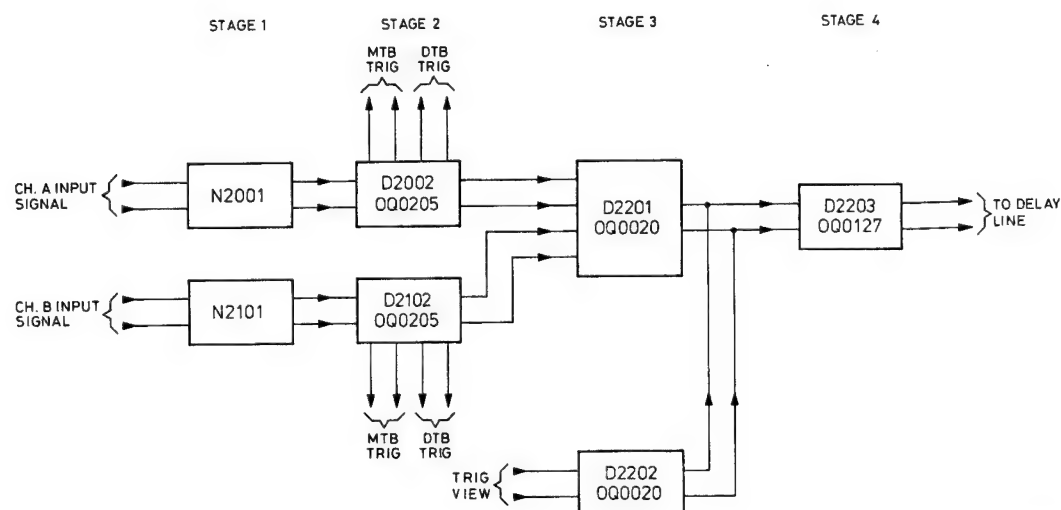 STAGE 1
STAGE 2
STAGE 3
STAGE 4
MTB
TRIG
DTB
TRIG
CH. A INPUT
SIGNAL
N2001
D2002
OQ0205
D2201
OQ0020
D2203
OQ0127
TO DELAY
LINE
CH. B INPUT
SIGNAL
N2101
D2102
OQ0205
MTB
TRIG
DTB
TRIG
TRIG
VIEW
D2202
OQ0020